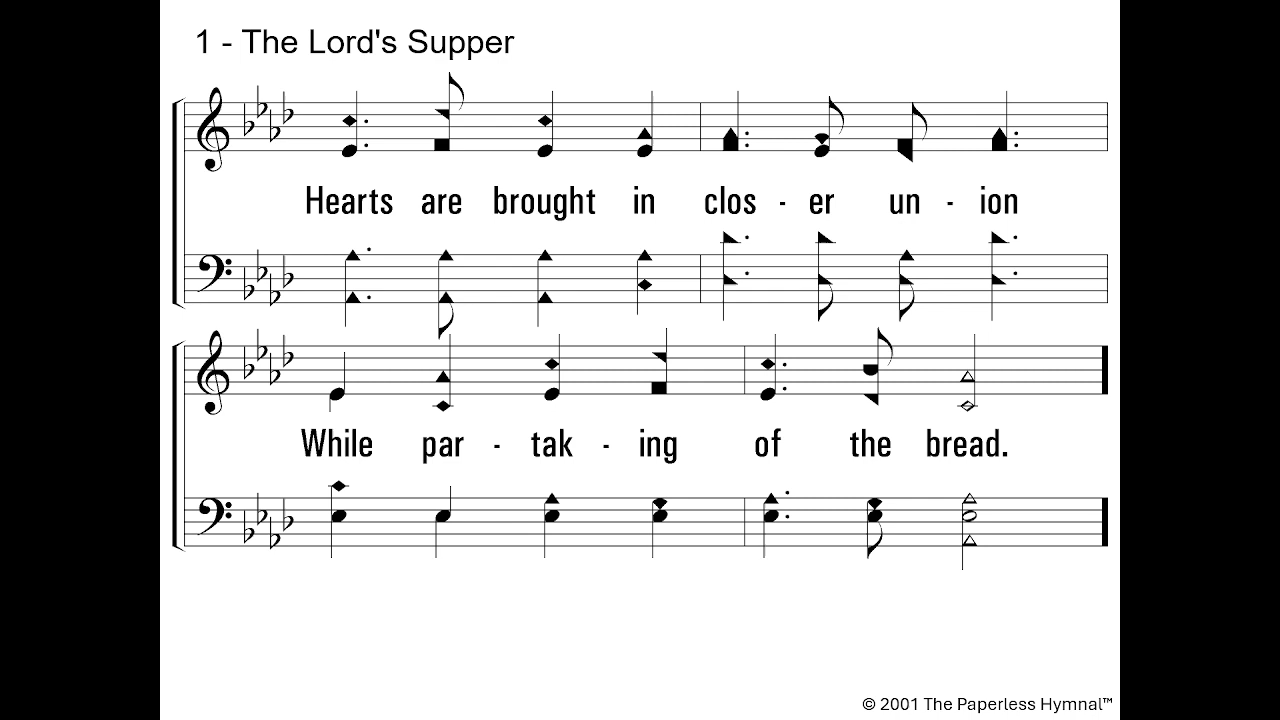 1 - The Lord's Supper
Hearts are brought in clos - er un - ion
While par - tak - ing of the bread.
© 2001 The Paperless Hymnal™